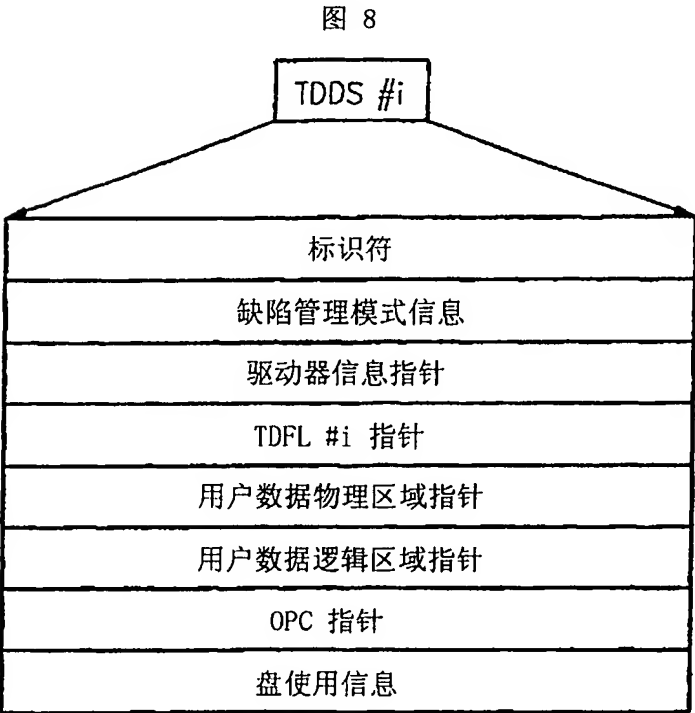 图 8
TDDS #i
标识符
缺陷管理模式信息
驱动器信息指针
TDFL #i 指针
用户数据物理区域指针
用户数据逻辑区域指针
OPC 指针
盘使用信息